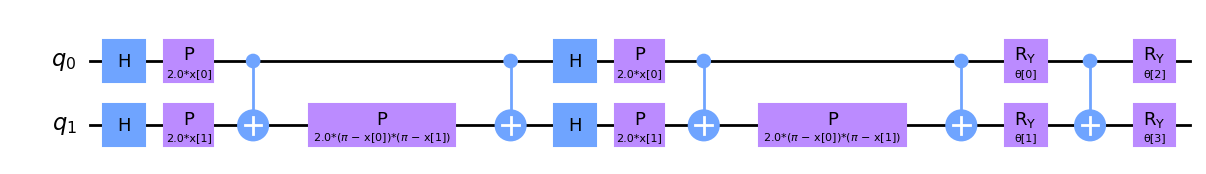 q0 H P 2.0*x[0] H P 2.0*x[0] RY θ[0] RY θ[2]
q1 H P 2.0*x[1] P 2.0*(π − x[0])*(π − x[1]) H P 2.0*x[1] P 2.0*(π − x[0])*(π − x[1]) RY θ[1] RY θ[3]